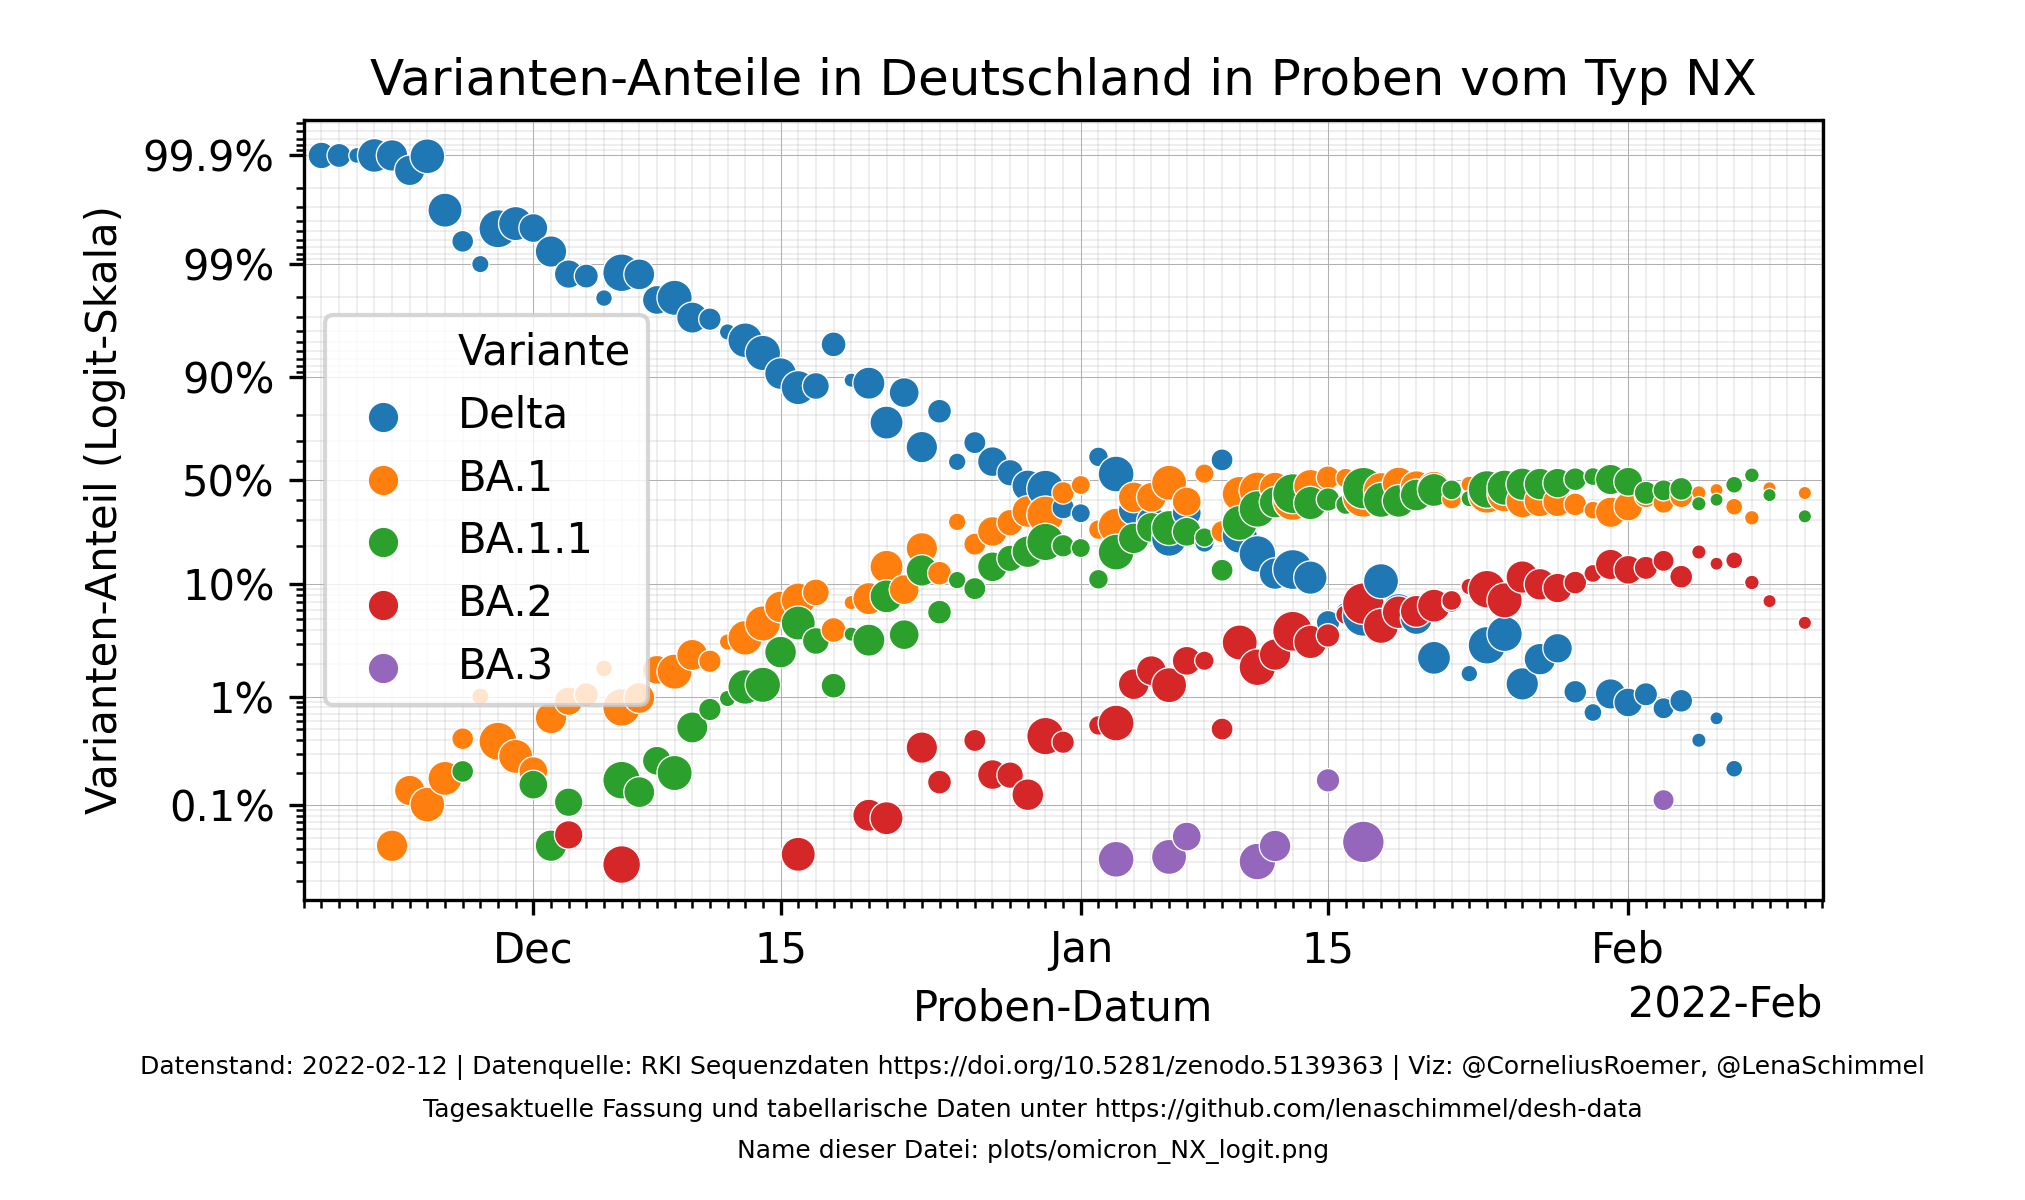 Varianten-Anteile in Deutschland in Proben vom Typ NX
Varianten-Anteil (Logit-Skala)
99.9%
99%
90%
50%
10%
1%
0.1%
Variante
Delta
BA.1
BA.1.1
BA.2
BA.3
Dec
15
Jan
15
Feb
Proben-Datum
2022-Feb
Datenstand: 2022-02-12 | Datenquelle: RKI Sequenzdaten https://doi.org/10.5281/zenodo.5139363 | Viz: @CorneliusRoemer, @LenaSchimmel
Tagesaktuelle Fassung und tabellarische Daten unter https://github.com/lenaschimmel/desh-data
Name dieser Datei: plots/omicron_NX_logit.png